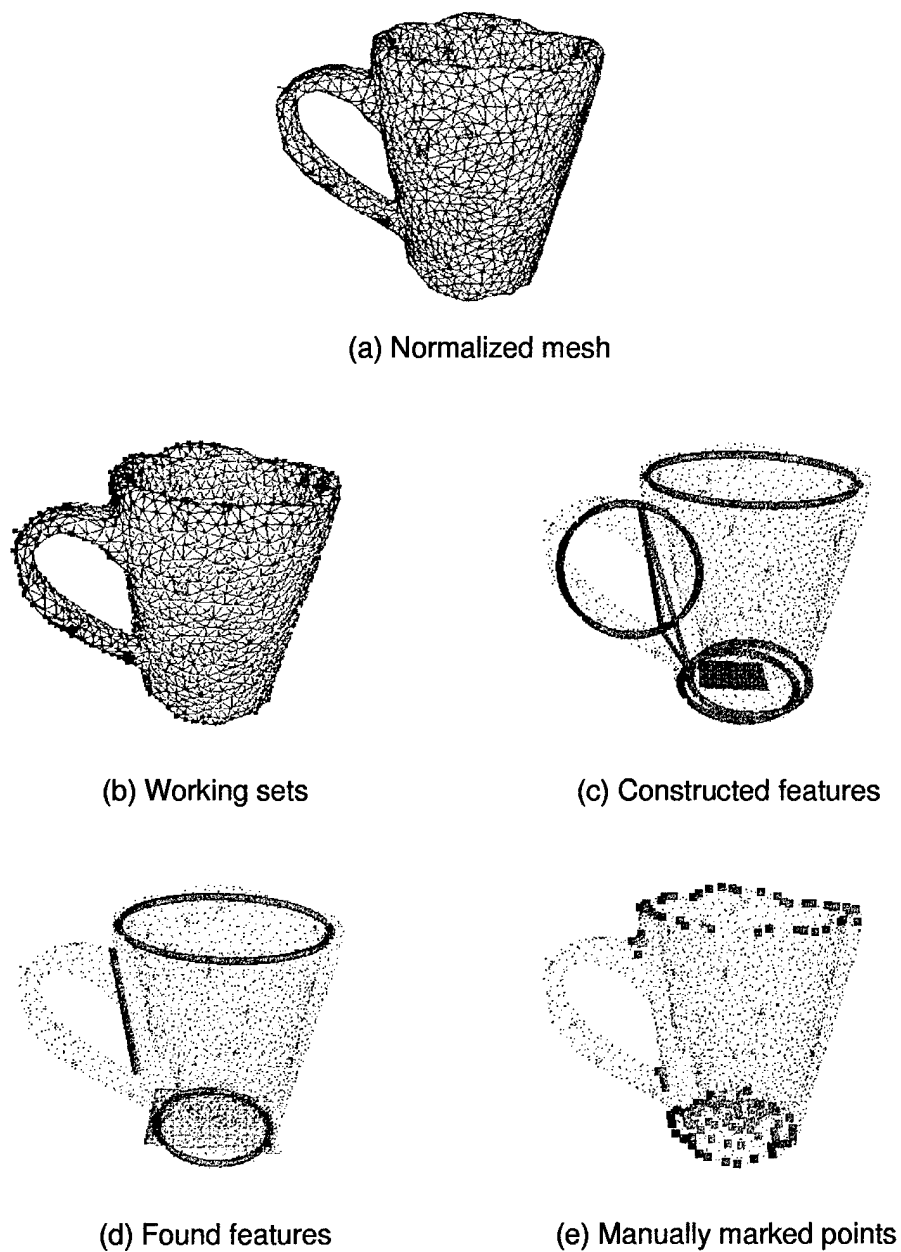 (a) Normalized mesh
(b) Working sets
(c) Constructed features
(d) Found features
(e) Manually marked points